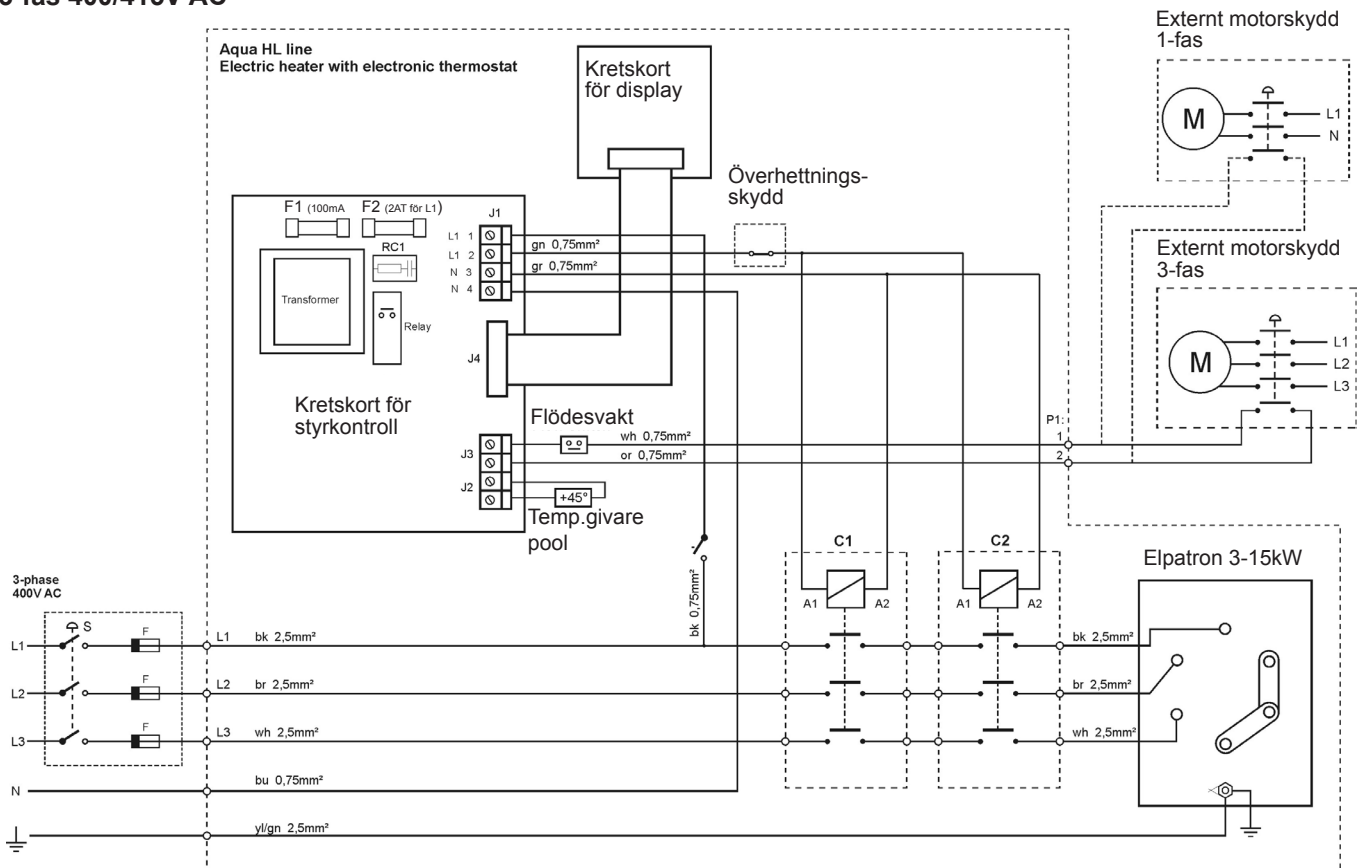 3-fas 400/415V AC
Aqua HL line
Electric heater with electronic thermostat
Kretskort
för display
Externt motorskydd
1-fas
M
L1
N
Överhettnings-
skydd
F1 (100mA
F2 (2AT för L1)
J1
L1 1
L1 2
N 3
N 4
RC1
Transformer
Relay
gn 0,75mm²
gr 0,75mm²
J4
Kretskort för
styrkontroll
Externt motorskydd
3-fas
M
L1
L2
L3
Flödesvakt
P1:
1
2
wh 0,75mm²
or 0,75mm²
J3
J2
+45°
Temp.givare
pool
bk 0,75mm²
C1
A1
A2
C2
A1
A2
Elpatron 3-15kW
3-phase
400V AC
S
F
L1
L1
bk 2,5mm²
bk 2,5mm²
F
L2
L2
br 2,5mm²
br 2,5mm²
F
L3
L3
wh 2,5mm²
wh 2,5mm²
N
bu 0,75mm²
yl/gn 2,5mm²